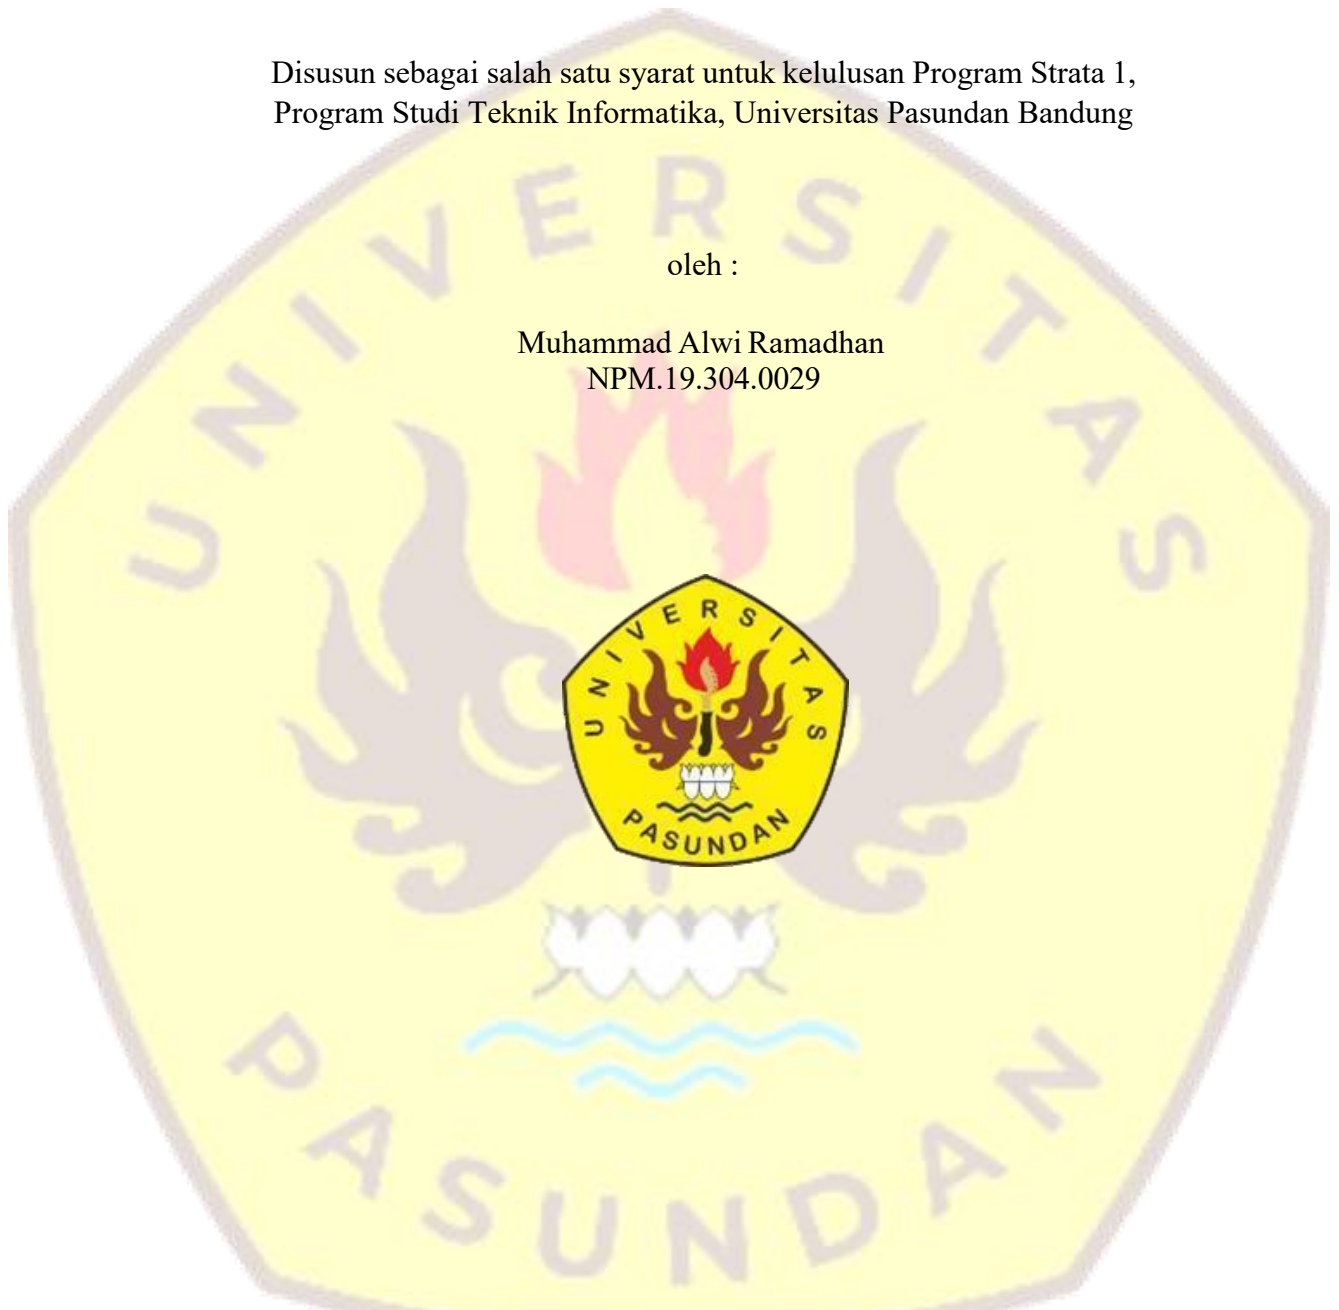 Disusun sebagai salah satu syarat untuk kelulusan Program Strata 1,
Program Studi Teknik Informatika, Universitas Pasundan Bandung
oleh :
Muhammad Alwi Ramadhan
NPM.19.304.0029
UNIVERSITAS
PASUNDAN
UNIVERSITAS
PASUNDAN